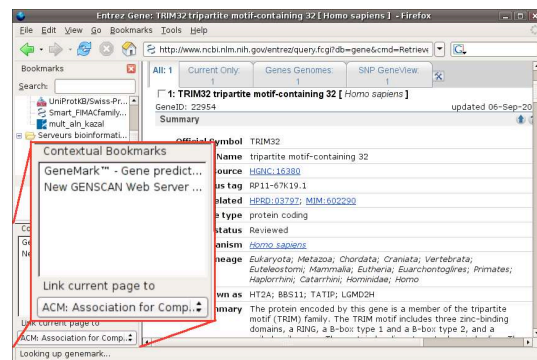 Entrez Gene: TRIM32 tripartite motif-containing 32 [ Homo sapiens ] - Firefox
File Edit View Go Bookmarks Tools Help
http://www.ncbi.nlm.nih.gov/entrez/query.fcgi?db=gene&cmd=Retriev
Bookmarks
Search:
UniProtKB/Swiss-Pr...
Smart_FIMACfamily...
mult_aln_kazal
Serveurs bioinformati...
Contextual Bookmarks
GeneMark™ - Gene predict...
New GENSCAN Web Server ...
Link current page to
ACM: Association for Comp...
Link current page to
ACM: Association for Comp...
Looking up genemark...
All: 1 Current Only: 1 Genes Genomes: 1 SNP GeneView: 1
1: TRIM32 tripartite motif-containing 32 [ Homo sapiens ]
GeneID: 22954 updated 06-Sep-20
Summary
Official Symbol TRIM32
Name tripartite motif-containing 32
ource HGNC:16380
us tag RP11-67K19.1
elated HPRD:03797; MIM:602290
e type protein coding
status Reviewed
anism Homo sapiens
neage Eukaryota; Metazoa; Chordata; Craniata; Vertebrata;
Euteleostomi; Mammalia; Eutheria; Euarchontoglires; Primates;
Haplorrhini; Catarrhini; Hominidae; Homo
wn as HT2A; BBS11; TATIP; LGMD2H
mmary The protein encoded by this gene is a member of the tripartite
motif (TRIM) family. The TRIM motif includes three zinc-binding
domains, a RING, a B-box type 1 and a B-box type 2, and a